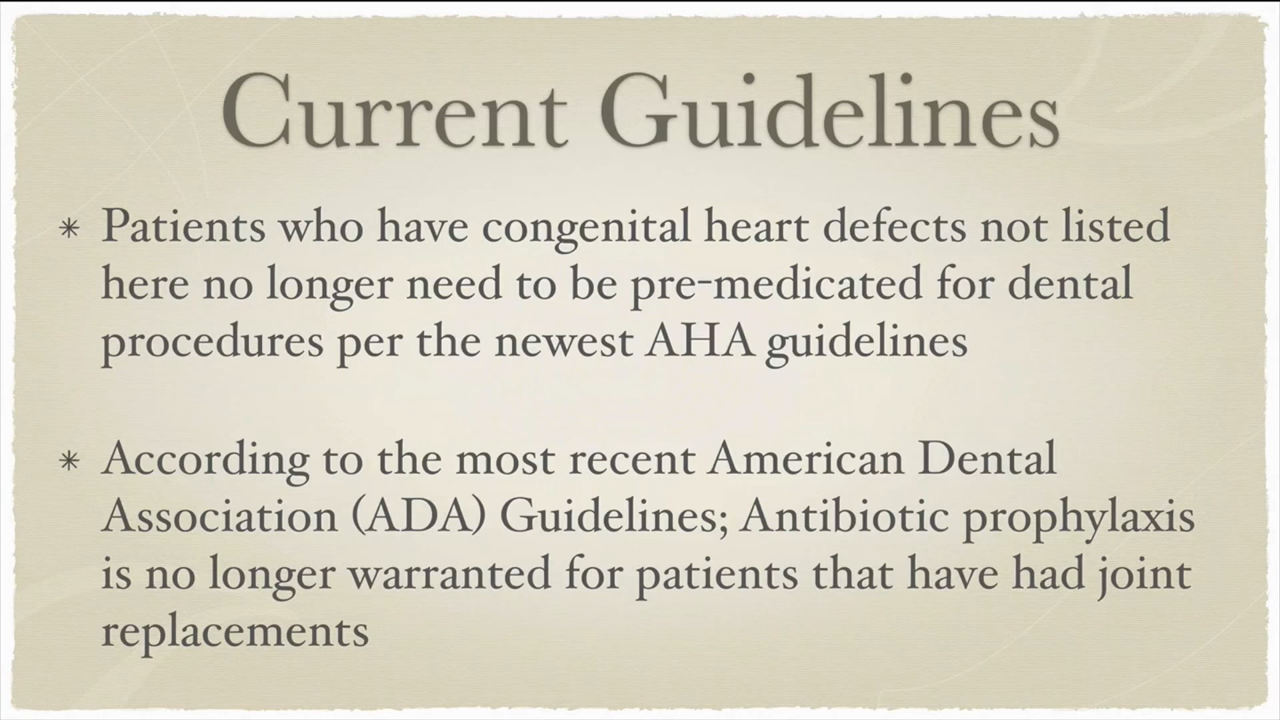 Current Guidelines
* Patients who have congenital heart defects not listed
here no longer need to be pre-medicated for dental
procedures per the newest AHA guidelines
* According to the most recent American Dental
Association (ADA) Guidelines; Antibiotic prophylaxis
is no longer warranted for patients that have had joint
replacements